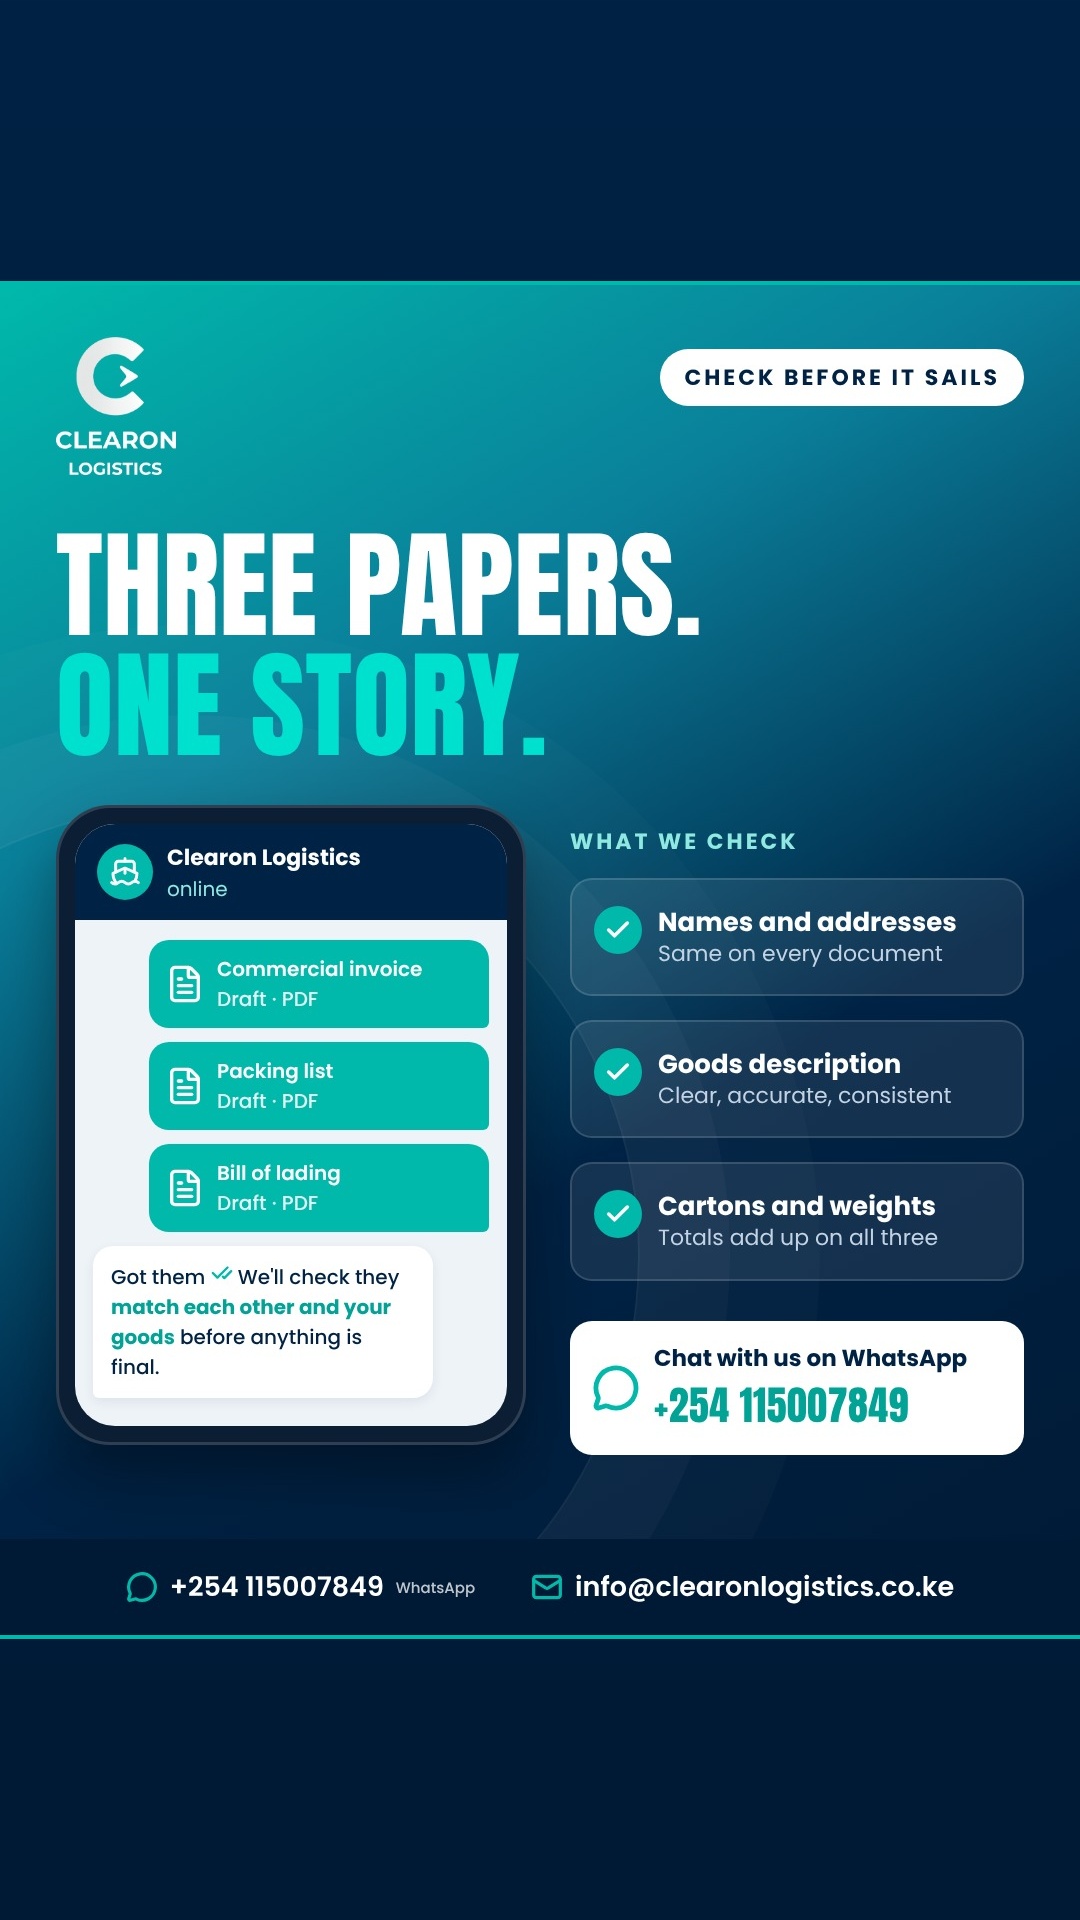 CLEARON
LOGISTICS
CHECK BEFORE IT SAILS
THREE PAPERS.
ONE STORY.
Clearon Logistics
online
Commercial invoice
Draft · PDF
Packing list
Draft · PDF
Bill of lading
Draft · PDF
Got them We'll check they
match each other and your
goods before anything is
final.
WHAT WE CHECK
Names and addresses
Same on every document
Goods description
Clear, accurate, consistent
Cartons and weights
Totals add up on all three
Chat with us on WhatsApp
+254 115007849
+254 115007849 WhatsApp
info@clearonlogistics.co.ke